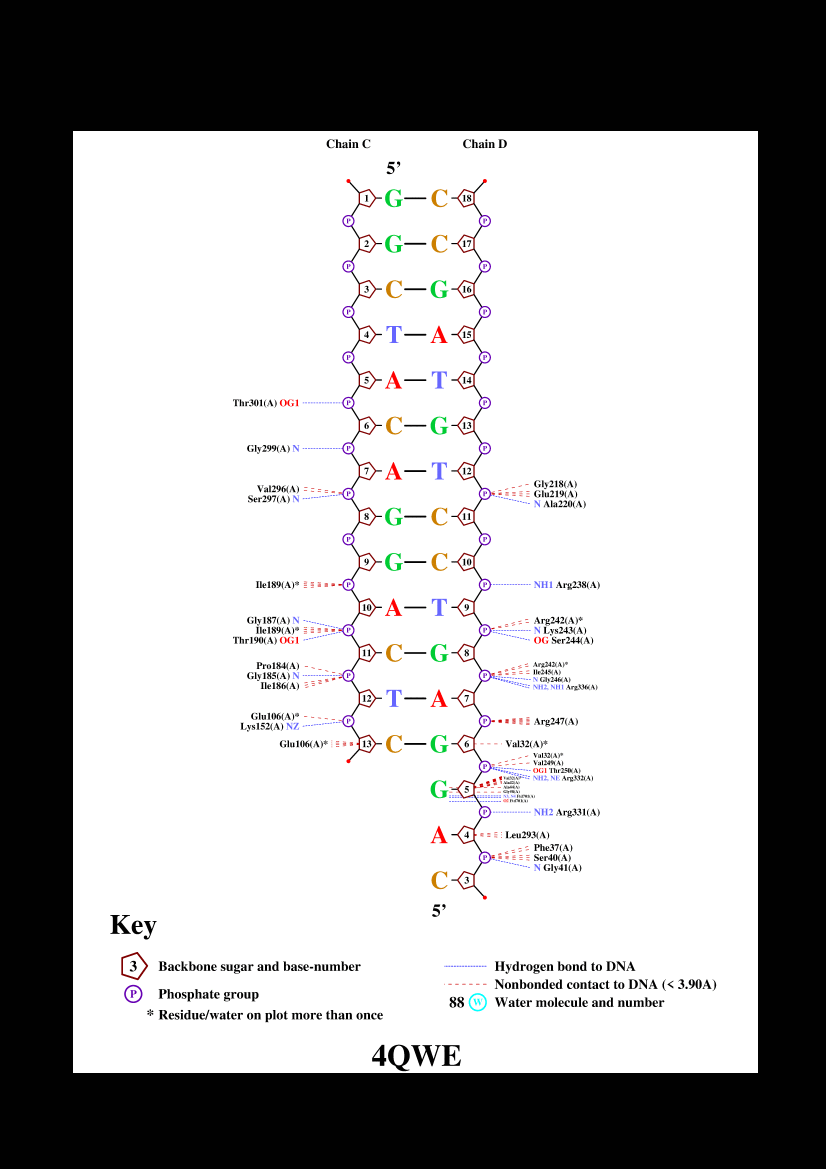 Chain C Chain D
5’
1 G C 18
P P
2 G C 17
P P
3 C G 16
P P
4 T A 15
P P
5 A T 14
Thr301(A) OG1 P P
6 C G 13
Gly299(A) N P P
7 A T 12
Gly218(A)
Val296(A) P P Glu219(A)
Ser297(A) N N Ala220(A)
8 G C 11
P P
9 G C 10
Ile189(A)* P P NH1 Arg238(A)
10 A T 9
Gly187(A) N Arg242(A)*
Ile189(A)* P P N Lys243(A)
Thr190(A) OG1 OG Ser244(A)
11 C G 8
Pro184(A) Arg242(A)*
Ile245(A)
Gly185(A) N P P N Gly246(A)
Ile186(A) NH2, NH1 Arg336(A)
12 T A 7
Glu106(A)* P P Arg247(A)
Lys152(A) NZ
Glu106(A)* 13 C G 6 Val32(A)*
Val32(A)*
Val249(A)
P OG1 Thr250(A)
NH2, NE Arg332(A)
G 5
P NH2 Arg331(A)
A 4 Leu293(A)
Phe37(A)
P Ser40(A)
N Gly41(A)
C 3
5’
Key
3 Backbone sugar and base-number
P Phosphate group
* Residue/water on plot more than once
Hydrogen bond to DNA
Nonbonded contact to DNA (< 3.90A)
88 W Water molecule and number
4QWE